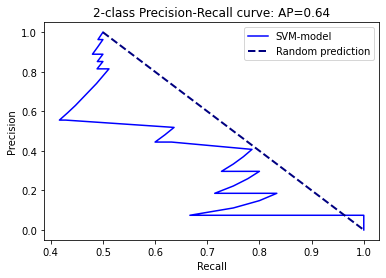 2-class Precision-Recall curve: AP=0.64
SVM-model
Random prediction
Precision
1.0
0.8
0.6
0.4
0.2
0.0
0.4
0.5
0.6
0.7
0.8
0.9
1.0
Recall